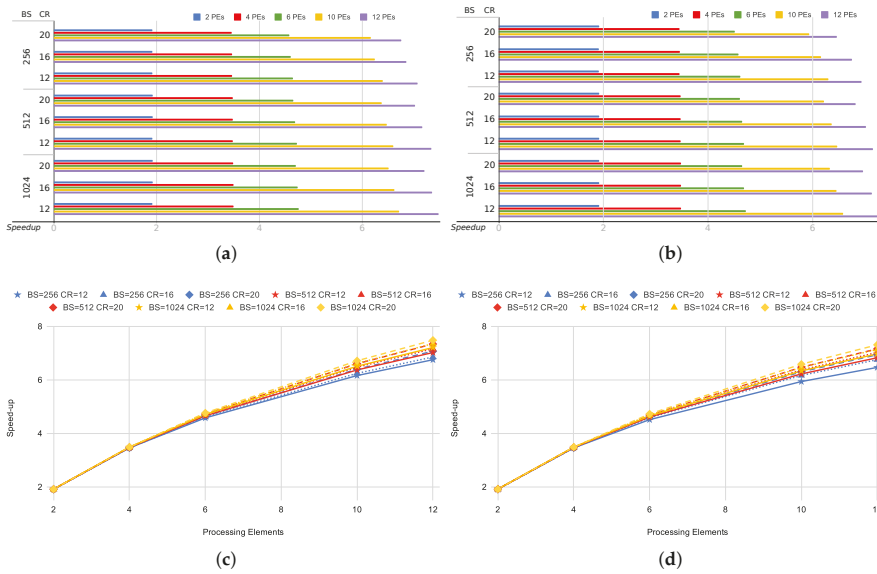 BS CR 2 PEs 4 PEs 6 PEs 10 PEs 12 PEs
256 20
16
12
512 20
16
12
1024 20
16
12
Speedup 0 2 4 6
(a)
BS CR 2 PEs 4 PEs 6 PEs 10 PEs 12 PEs
256 20
16
12
512 20
16
12
1024 20
16
12
Speedup 0 2 4 6
(b)
BS=256 CR=12 BS=256 CR=16 BS=256 CR=20 BS=512 CR=12 BS=512 CR=16
BS=512 CR=20 BS=1024 CR=12 BS=1024 CR=16 BS=1024 CR=20
8
6
4
2
Speed-up
2 4 6 8 10 12
Processing Elements
(c)
BS=256 CR=12 BS=256 CR=16 BS=256 CR=20 BS=512 CR=12 BS=512 CR=16
BS=512 CR=20 BS=1024 CR=12 BS=1024 CR=16 BS=1024 CR=20
8
6
4
2
Speed-up
2 4 6 8 10
Processing Elements
(d)